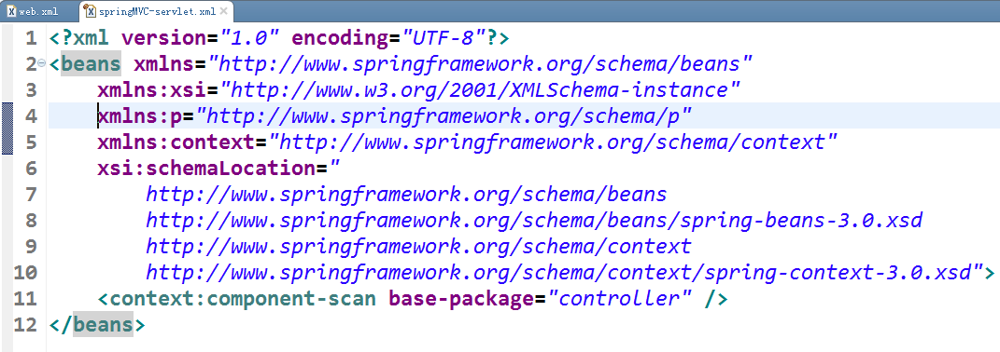 web.xml springMVC-servlet.xml
1 <?xml version="1.0" encoding="UTF-8"?>
2 <beans xmlns="http://www.springframework.org/schema/beans"
3 xmlns:xsi="http://www.w3.org/2001/XMLSchema-instance"
4 xmlns:p="http://www.springframework.org/schema/p"
5 xmlns:context="http://www.springframework.org/schema/context"
6 xsi:schemaLocation="
7 http://www.springframework.org/schema/beans
8 http://www.springframework.org/schema/beans/spring-beans-3.0.xsd
9 http://www.springframework.org/schema/context
10 http://www.springframework.org/schema/context/spring-context-3.0.xsd">
11 <context:component-scan base-package="controller" />
12 </beans>